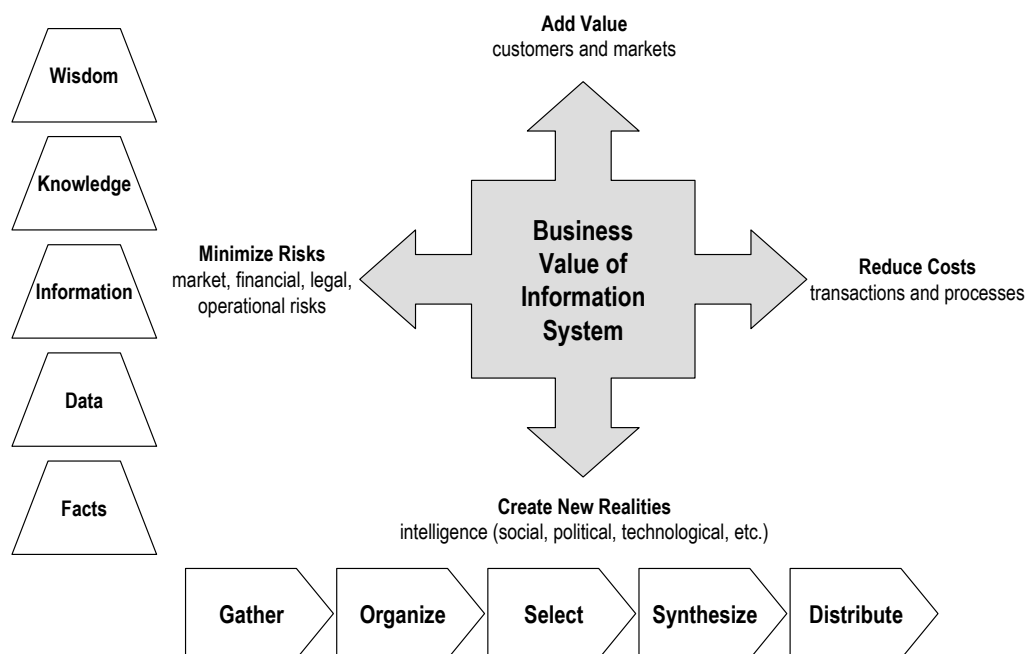 Add Value
customers and markets
Wisdom
Knowledge
Information
Data
Facts
Minimize Risks
market, financial, legal,
operational risks
Business
Value of
Information
System
Reduce Costs
transactions and processes
Create New Realities
intelligence (social, political, technological, etc.)
Gather
Organize
Select
Synthesize
Distribute